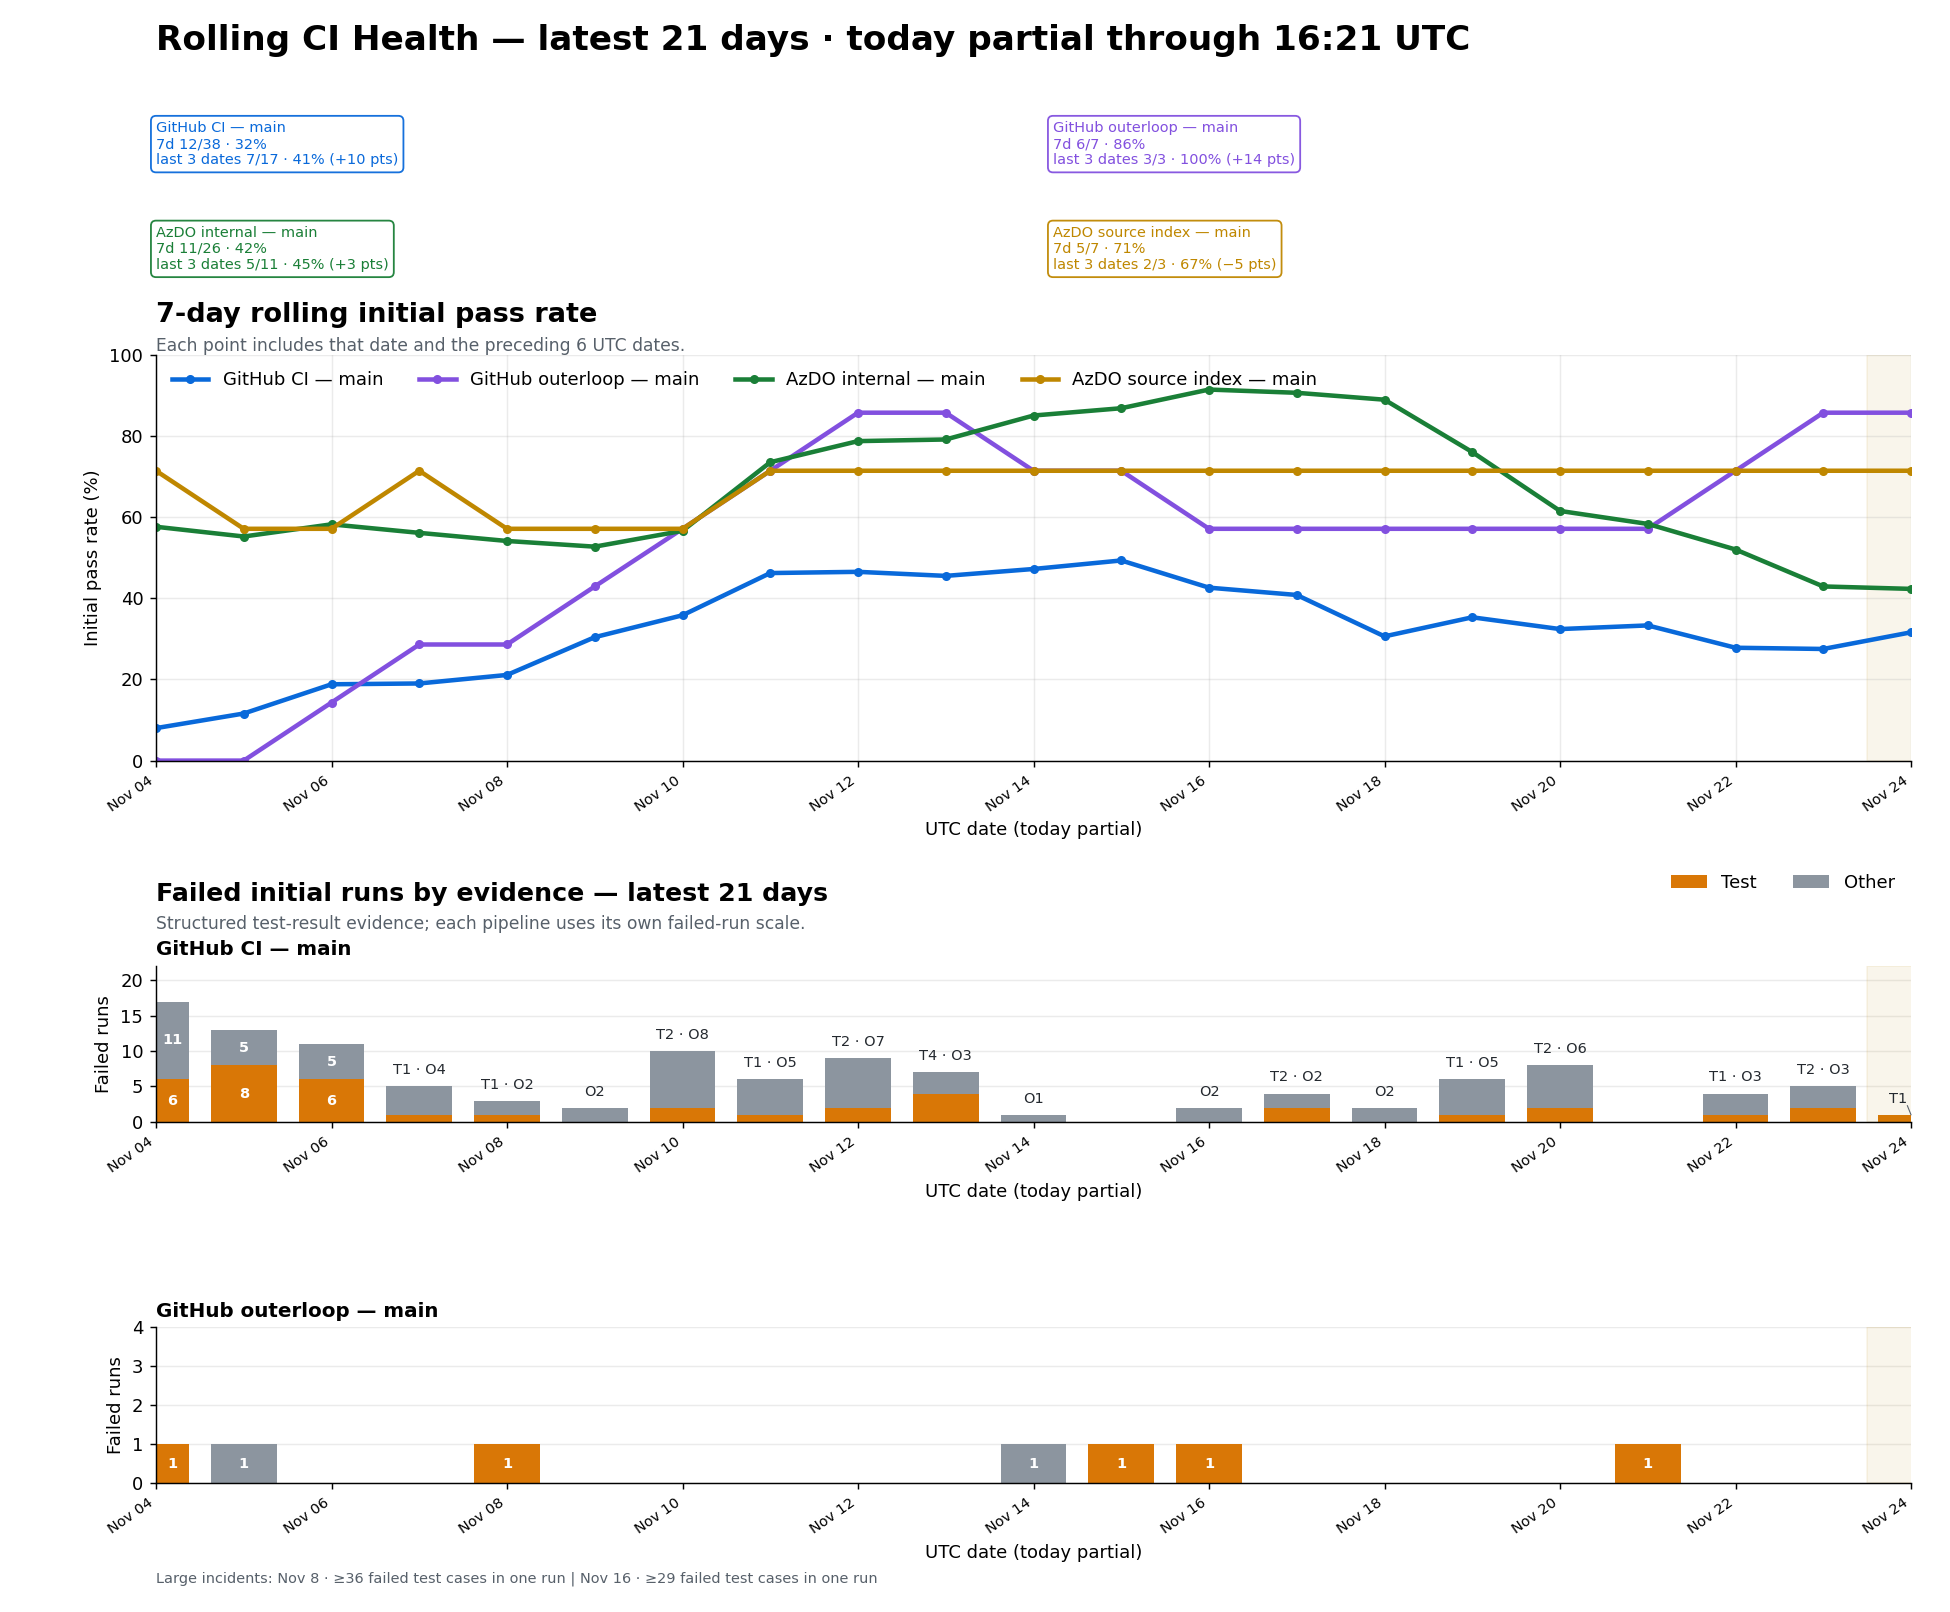 Rolling CI Health — latest 21 days · today partial through 16:21 UTC
GitHub CI — main
7d 12/38 · 32%
last 3 dates 7/17 · 41% (+10 pts)
GitHub outerloop — main
7d 6/7 · 86%
last 3 dates 3/3 · 100% (+14 pts)
AzDO internal — main
7d 11/26 · 42%
last 3 dates 5/11 · 45% (+3 pts)
AzDO source index — main
7d 5/7 · 71%
last 3 dates 2/3 · 67% (−5 pts)
7-day rolling initial pass rate
Each point includes that date and the preceding 6 UTC dates.
GitHub CI — main
GitHub outerloop — main
AzDO internal — main
AzDO source index — main
Initial pass rate (%)
100
80
60
40
20
0
Nov 04
Nov 06
Nov 08
Nov 10
Nov 12
Nov 14
Nov 16
Nov 18
Nov 20
Nov 22
Nov 24
UTC date (today partial)
Failed initial runs by evidence — latest 21 days
Test
Other
Structured test-result evidence; each pipeline uses its own failed-run scale.
GitHub CI — main
Failed runs
20
15
10
5
0
11
6
5
8
5
6
T1 · O4
T1 · O2
O2
T2 · O8
T1 · O5
T2 · O7
T4 · O3
O1
O2
T2 · O2
O2
T1 · O5
T2 · O6
T1 · O3
T2 · O3
T1
Nov 04
Nov 06
Nov 08
Nov 10
Nov 12
Nov 14
Nov 16
Nov 18
Nov 20
Nov 22
Nov 24
UTC date (today partial)
GitHub outerloop — main
Failed runs
4
3
2
1
0
1
1
1
1
1
1
1
Nov 04
Nov 06
Nov 08
Nov 10
Nov 12
Nov 14
Nov 16
Nov 18
Nov 20
Nov 22
Nov 24
UTC date (today partial)
Large incidents: Nov 8 · ≥36 failed test cases in one run | Nov 16 · ≥29 failed test cases in one run